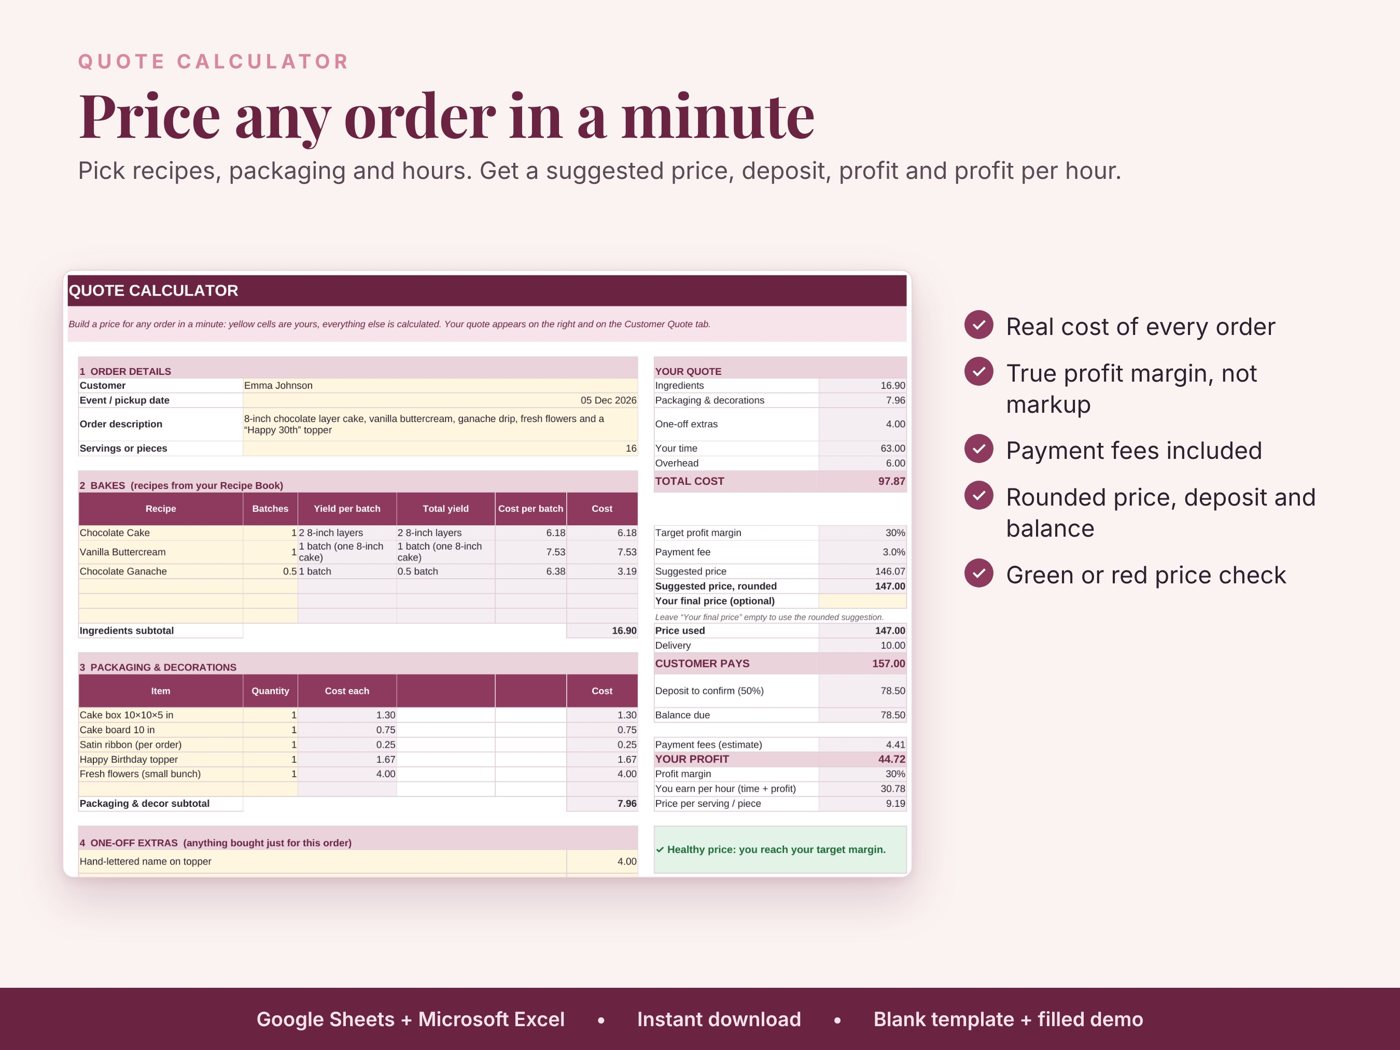 QUOTE CALCULATOR
Price any order in a minute
Pick recipes, packaging and hours. Get a suggested price, deposit, profit and profit per hour.
QUOTE CALCULATOR
Build a price for any order in a minute: yellow cells are yours, everything else is calculated. Your quote appears on the right and on the Customer Quote tab.
1 ORDER DETAILS
Customer Emma Johnson
Event / pickup date 05 Dec 2026
Order description 8-inch chocolate layer cake, vanilla buttercream, ganache drip, fresh flowers and a
“Happy 30th” topper
Servings or pieces 16
2 BAKES (recipes from your Recipe Book)
Recipe Batches Yield per batch Total yield Cost per batch Cost
Chocolate Cake 1 2 8-inch layers 2 8-inch layers 6.18 6.18
Vanilla Buttercream 1 1 batch (one 8-inch cake) 1 batch (one 8-inch cake) 7.53 7.53
Chocolate Ganache 0.5 1 batch 0.5 batch 6.38 3.19
Ingredients subtotal 16.90
3 PACKAGING & DECORATIONS
Item Quantity Cost each Cost
Cake box 10×10×5 in 1 1.30 1.30
Cake board 10 in 1 0.75 0.75
Satin ribbon (per order) 1 0.25 0.25
Happy Birthday topper 1 1.67 1.67
Fresh flowers (small bunch) 1 4.00 4.00
Packaging & decor subtotal 7.96
4 ONE-OFF EXTRAS (anything bought just for this order)
Hand-lettered name on topper 4.00
YOUR QUOTE
Ingredients 16.90
Packaging & decorations 7.96
One-off extras 4.00
Your time 63.00
Overhead 6.00
TOTAL COST 97.87
Target profit margin 30%
Payment fee 3.0%
Suggested price 146.07
Suggested price, rounded 147.00
Your final price (optional)
Leave “Your final price” empty to use the rounded suggestion.
Price used 147.00
Delivery 10.00
CUSTOMER PAYS 157.00
Deposit to confirm (50%) 78.50
Balance due 78.50
Payment fees (estimate) 4.41
YOUR PROFIT 44.72
Profit margin 30%
You earn per hour (time + profit) 30.78
Price per serving / piece 9.19
✓ Healthy price: you reach your target margin.
Real cost of every order
True profit margin, not
markup
Payment fees included
Rounded price, deposit and
balance
Green or red price check
Google Sheets + Microsoft Excel • Instant download • Blank template + filled demo